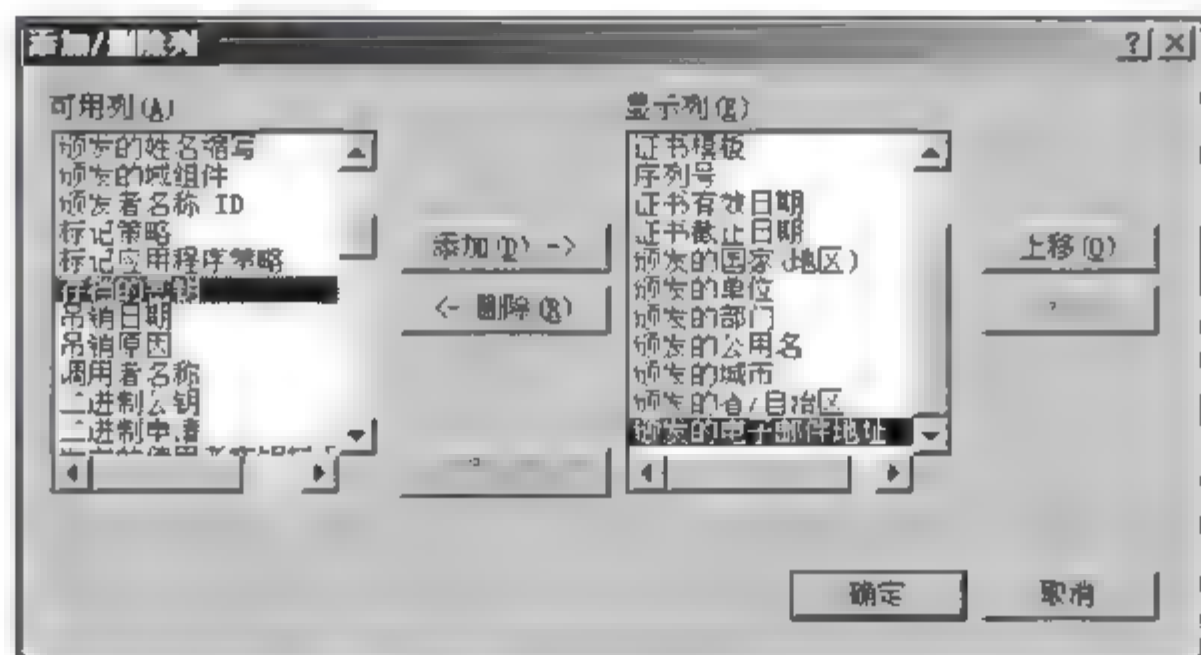 添加/删除列
可用列(A)
颁发的姓名缩写
颁发的域组件
颁发者名称 ID
标记策略
标记应用程序策略
存档的密钥
吊销日期
吊销原因
调用者名称
二进制公钥
二进制申请
添加(D) ->
<- 删除(R)
显示列(E)
证书模板
序列号
证书有效日期
证书截止日期
颁发的国家(地区)
颁发的单位
颁发的部门
颁发的公用名
颁发的城市
颁发的省/自治区
颁发的电子邮件地址
上移(O)
确定
取消